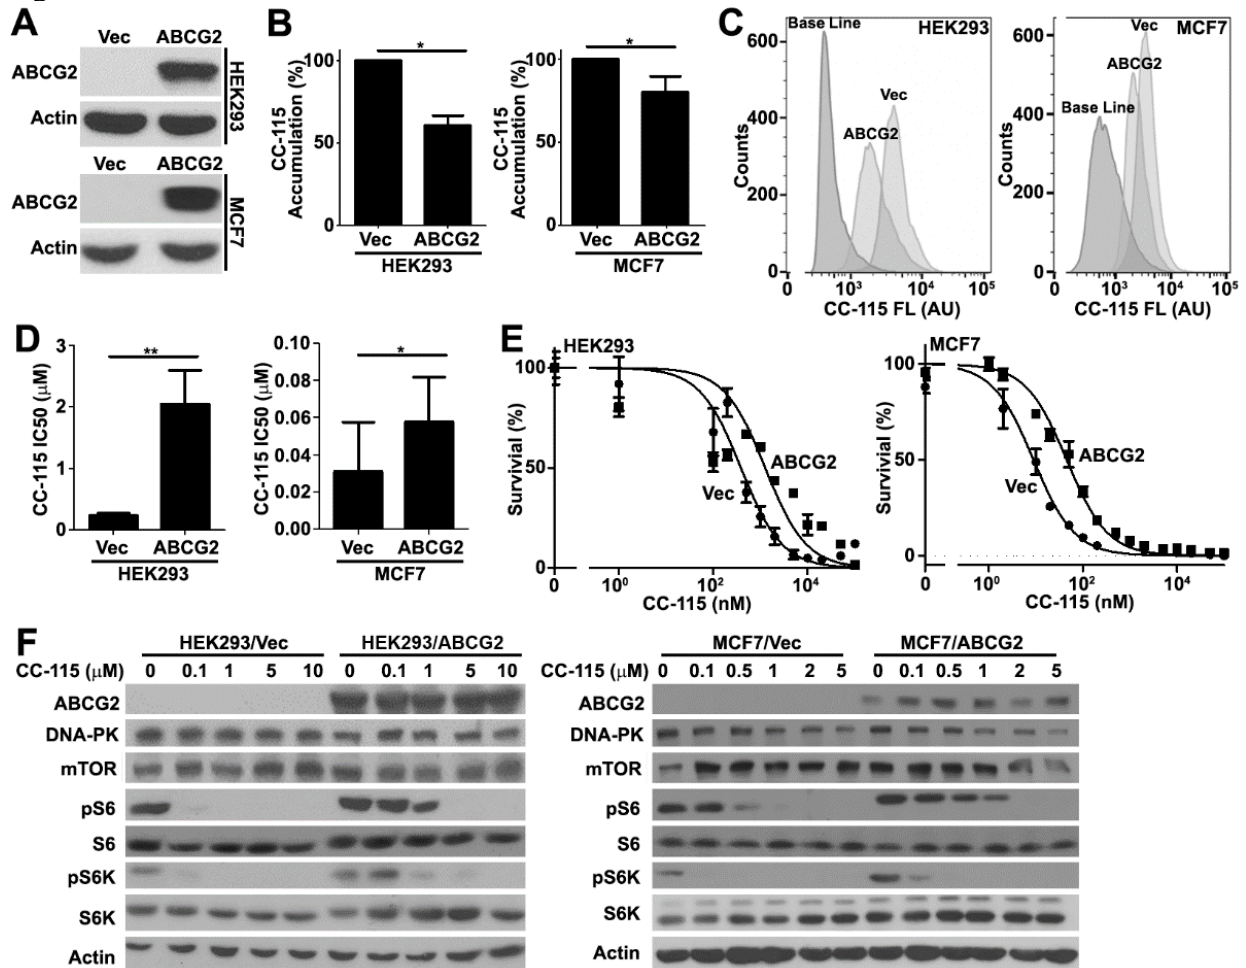 A
Vec ABCG2
ABCG2
Actin
HEK293
Vec ABCG2
ABCG2
Actin
MCF7
B
*
CC-115
Accumulation (%)
100
50
0
Vec ABCG2
HEK293
*
CC-115
Accumulation (%)
100
50
0
Vec ABCG2
MCF7
C
HEK293
Base Line
Vec
ABCG2
Counts
600
400
200
0
0 10³ 10⁴ 10⁵
CC-115 FL (AU)
MCF7
Vec
ABCG2
Base Line
Counts
600
400
200
0
0 10³ 10⁴ 10⁵
CC-115 FL (AU)
D
**
CC-115 IC50 (μM)
3
2
1
0
Vec ABCG2
HEK293
*
CC-115 IC50 (μM)
0.10
0.08
0.06
0.04
0.02
0.00
Vec ABCG2
MCF7
E
HEK293
Survivial (%)
100
50
0
ABCG2
Vec
0 10⁰ 10² 10⁴
CC-115 (nM)
MCF7
Survivial (%)
100
50
0
ABCG2
Vec
0 10⁰ 10² 10⁴
CC-115 (nM)
F
HEK293/Vec HEK293/ABCG2
CC-115 (μM) 0 0.1 1 5 10 0 0.1 1 5 10
ABCG2
DNA-PK
mTOR
pS6
S6
pS6K
S6K
Actin
MCF7/Vec MCF7/ABCG2
CC-115 (μM) 0 0.1 0.5 1 2 5 0 0.1 0.5 1 2 5
ABCG2
DNA-PK
mTOR
pS6
S6
pS6K
S6K
Actin